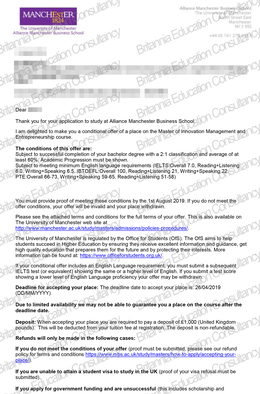 MANCHESTER
1824
The University of Manchester
Alliance Manchester Business School
Alliance Manchester Business School
The University of Manchester
Booth Street East
Manchester
M15 6PB
Dear
Thank you for your application to study at Alliance Manchester Business School.
I am delighted to make you a conditional offer of a place on the Master of Innovation Management and
Entrepreneurship course.
The conditions of this offer are:
Subject to successful completion of your bachelor degree with a 2:1 classification and average of at
least 60%. Academic Progression must be shown.
Subject to meeting minimum English language requirements (IELTS:Overall 7.0, Reading+Listening
6.0, Writing+Speaking 6.5, IBTOEFL:Overall 100, Reading+Listening 21, Writing+Speaking 22.
PTE:Overall 66-73, Writing+Speaking 59-65, Reading+Listening 51-58)
You must provide proof of meeting these conditions by the 1st August 2019. If you do not meet the
offer conditions, your offer will be invalid and your place withdrawn.
Please see the attached terms and conditions for the full terms of your offer. This is also available on
The University of Manchester web site at
http://www.manchester.ac.uk/study/masters/admissions/policies-procedures/.
The University of Manchester is regulated by the Office for Students (OfS). The OfS aims to help
students succeed in Higher Education by ensuring they receive excellent information and guidance, get
high quality education that prepares them for the future and by protecting their interests. More
information can be found at: https://www.officeforstudents.org.uk/.
If your conditional offer includes an English Language requirement, you must submit a subsequent
IELTS test (or equivalent) showing the same or a higher level of English. If you submit a test score
showing a lower level of English Language proficiency your offer may be withdrawn.
Deadline for accepting your place: The deadline date to accept your place is: 28/04/2019
(DD/MM/YYYY).
Due to limited availability we may not be able to guarantee you a place on the course after the
deadline date.
Deposit: When accepting your place you are required to pay a deposit of £1,000 (United Kingdom
pounds). This will be deducted from your tuition fee at registration. The deposit is non-refundable.
Refunds will only be made in the following cases:
If you do not meet the conditions of your offer (proof must be submitted, please see our refund
policy for terms and conditions https://www.mbs.ac.uk/study/masters/how-to-apply/accepting-your-
place/).
If you are unable to attain a student visa to study in the UK (proof of your visa refusal must be
submitted).
If you apply for government funding and are unsuccessful (this includes scholarship and